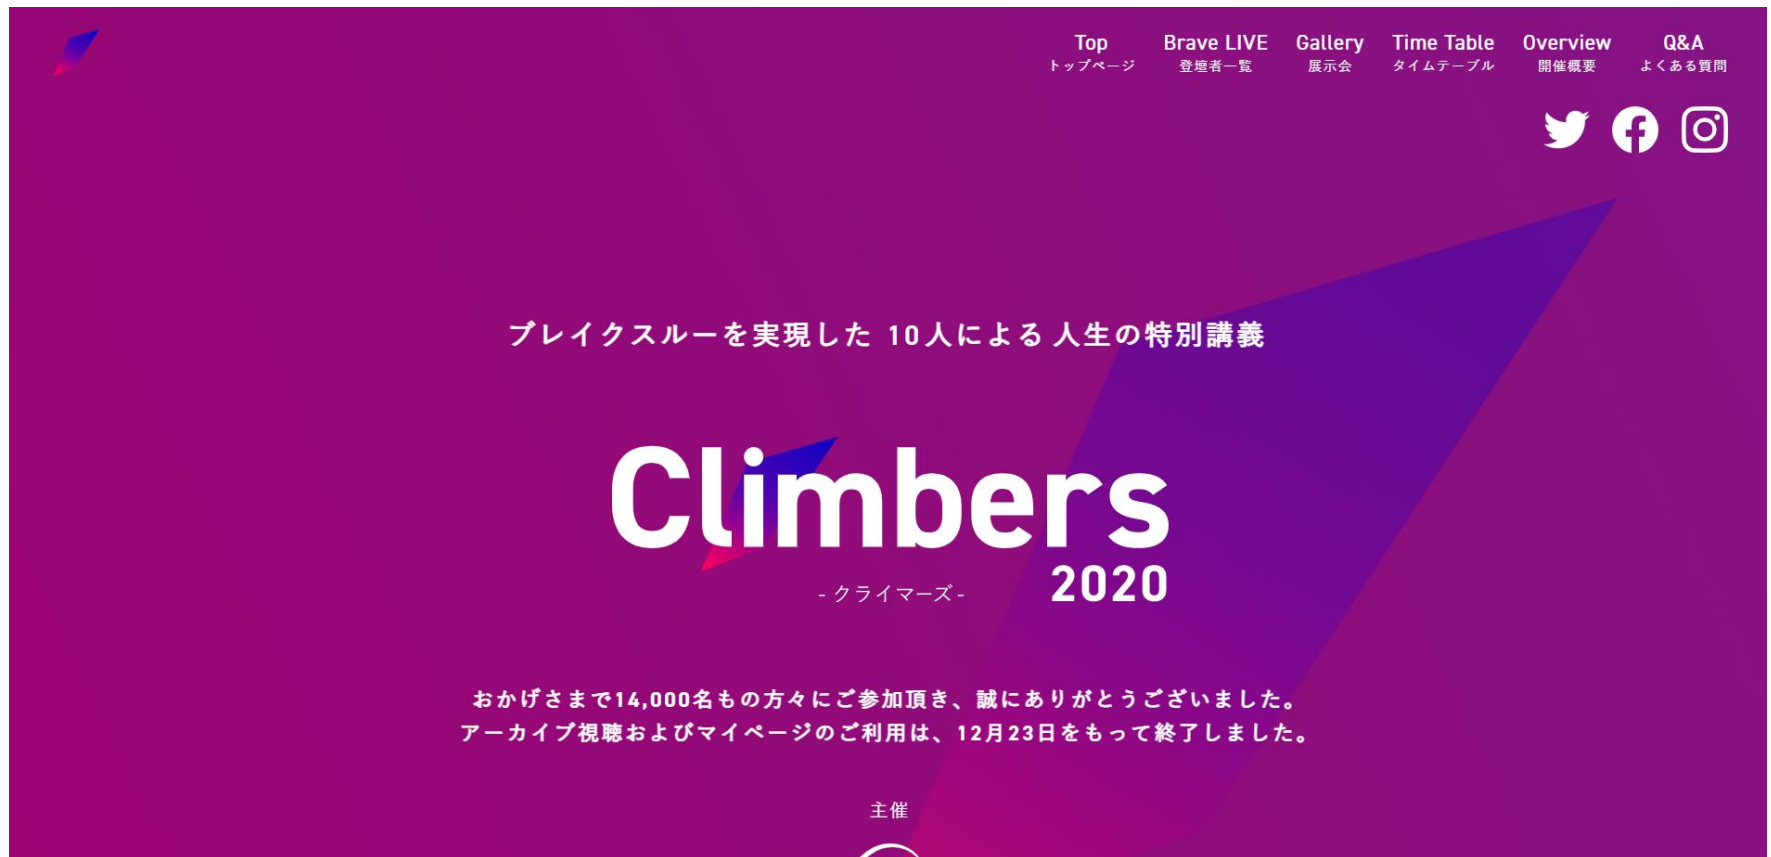 Top
トップページ
Brave LIVE
登壇者一覧
Gallery
展示会
Time Table
タイムテーブル
Overview
開催概要
Q&A
よくある質問
ブレイクスルーを実現した 10人による 人生の特別講義
Climbers
2020
- クライマーズ -
おかげさまで14,000名もの方々にご参加頂き、誠にありがとうございました。
アーカイブ視聴およびマイページのご利用は、12月23日をもって終了しました。
主催